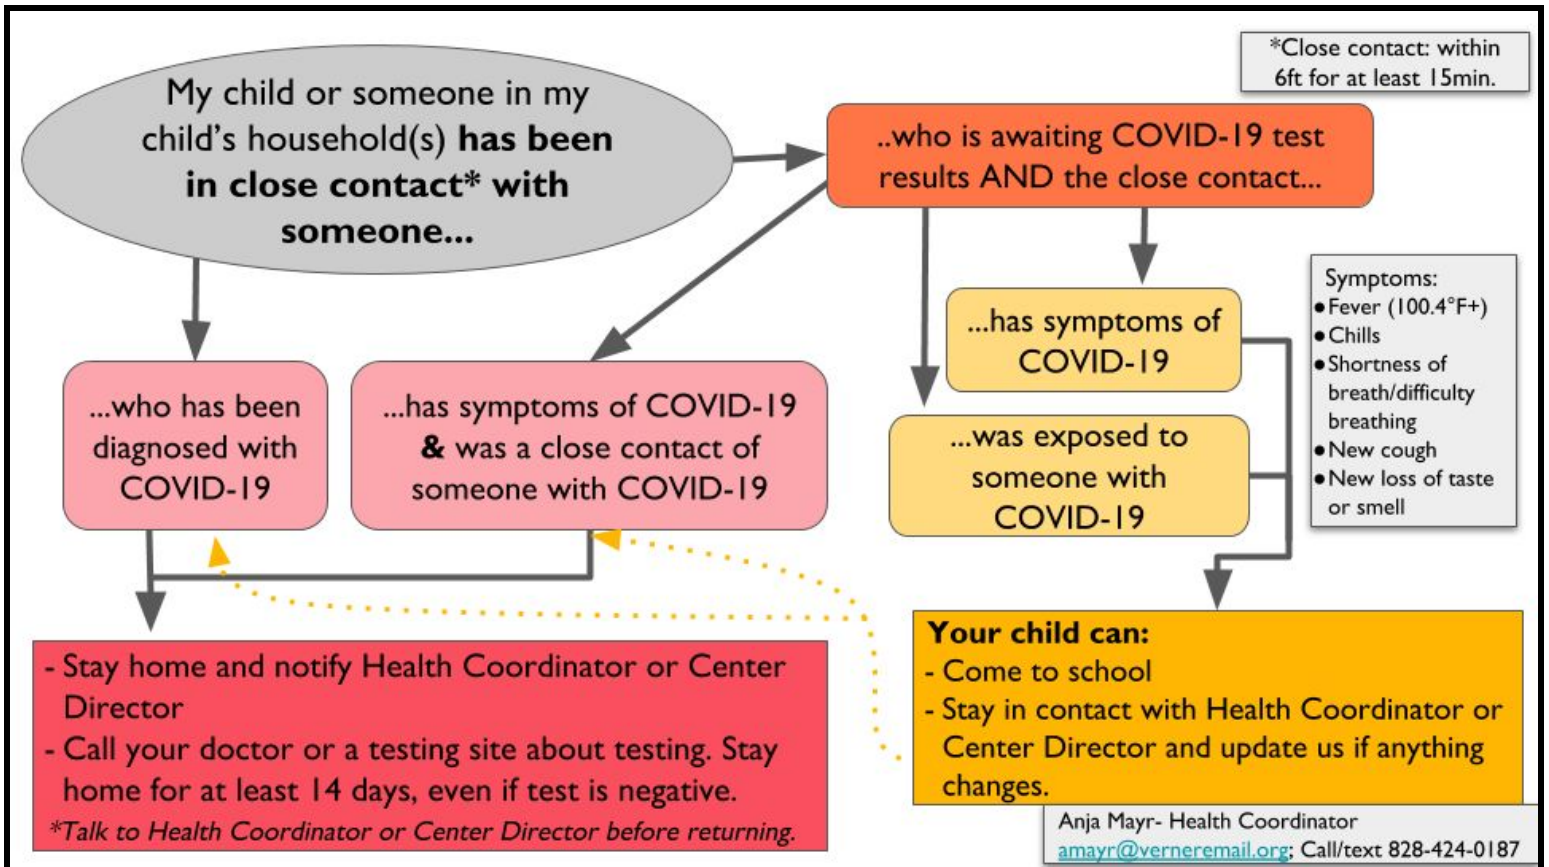 *Close contact: within
6ft for at least 15min.
My child or someone in my
child's household(s) has been
in close contact* with
someone...
..who is awaiting COVID-19 test
results AND the close contact...
...has symptoms of
COVID-19
Symptoms:
●Fever (100.4°F+)
●Chills
●Shortness of
breath/difficulty
breathing
●New cough
●New loss of taste
or smell
...who has been
diagnosed with
COVID-19
...has symptoms of COVID-19
& was a close contact of
someone with COVID-19
...was exposed to
someone with
COVID-19
- Stay home and notify Health Coordinator or Center
Director
- Call your doctor or a testing site about testing. Stay
home for at least 14 days, even if test is negative.
*Talk to Health Coordinator or Center Director before returning.
Your child can:
- Come to school
- Stay in contact with Health Coordinator or
Center Director and update us if anything
changes.
Anja Mayr- Health Coordinator
amayr@verneremail.org; Call/text 828-424-0187